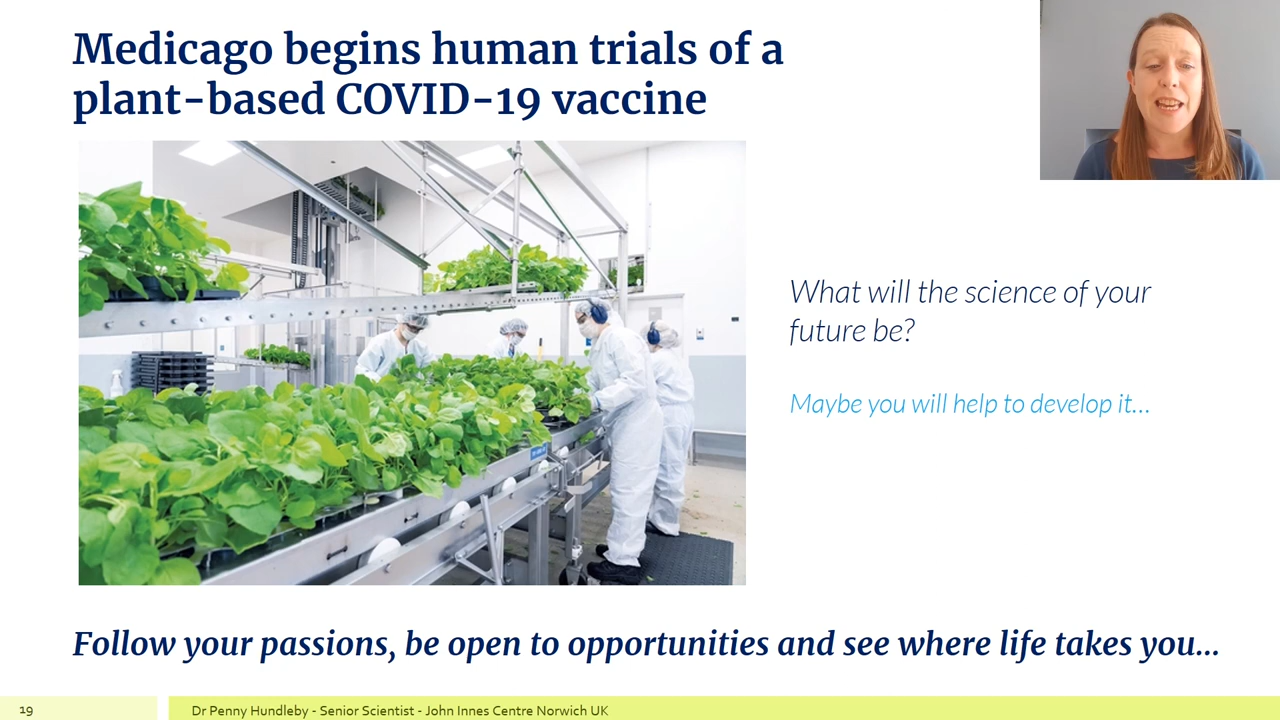 Medicago begins human trials of a
plant-based COVID-19 vaccine
What will the science of your
future be?
Maybe you will help to develop it...
Follow your passions, be open to opportunities and see where life takes you...
19
Dr Penny Hundleby - Senior Scientist - John Innes Centre Norwich UK